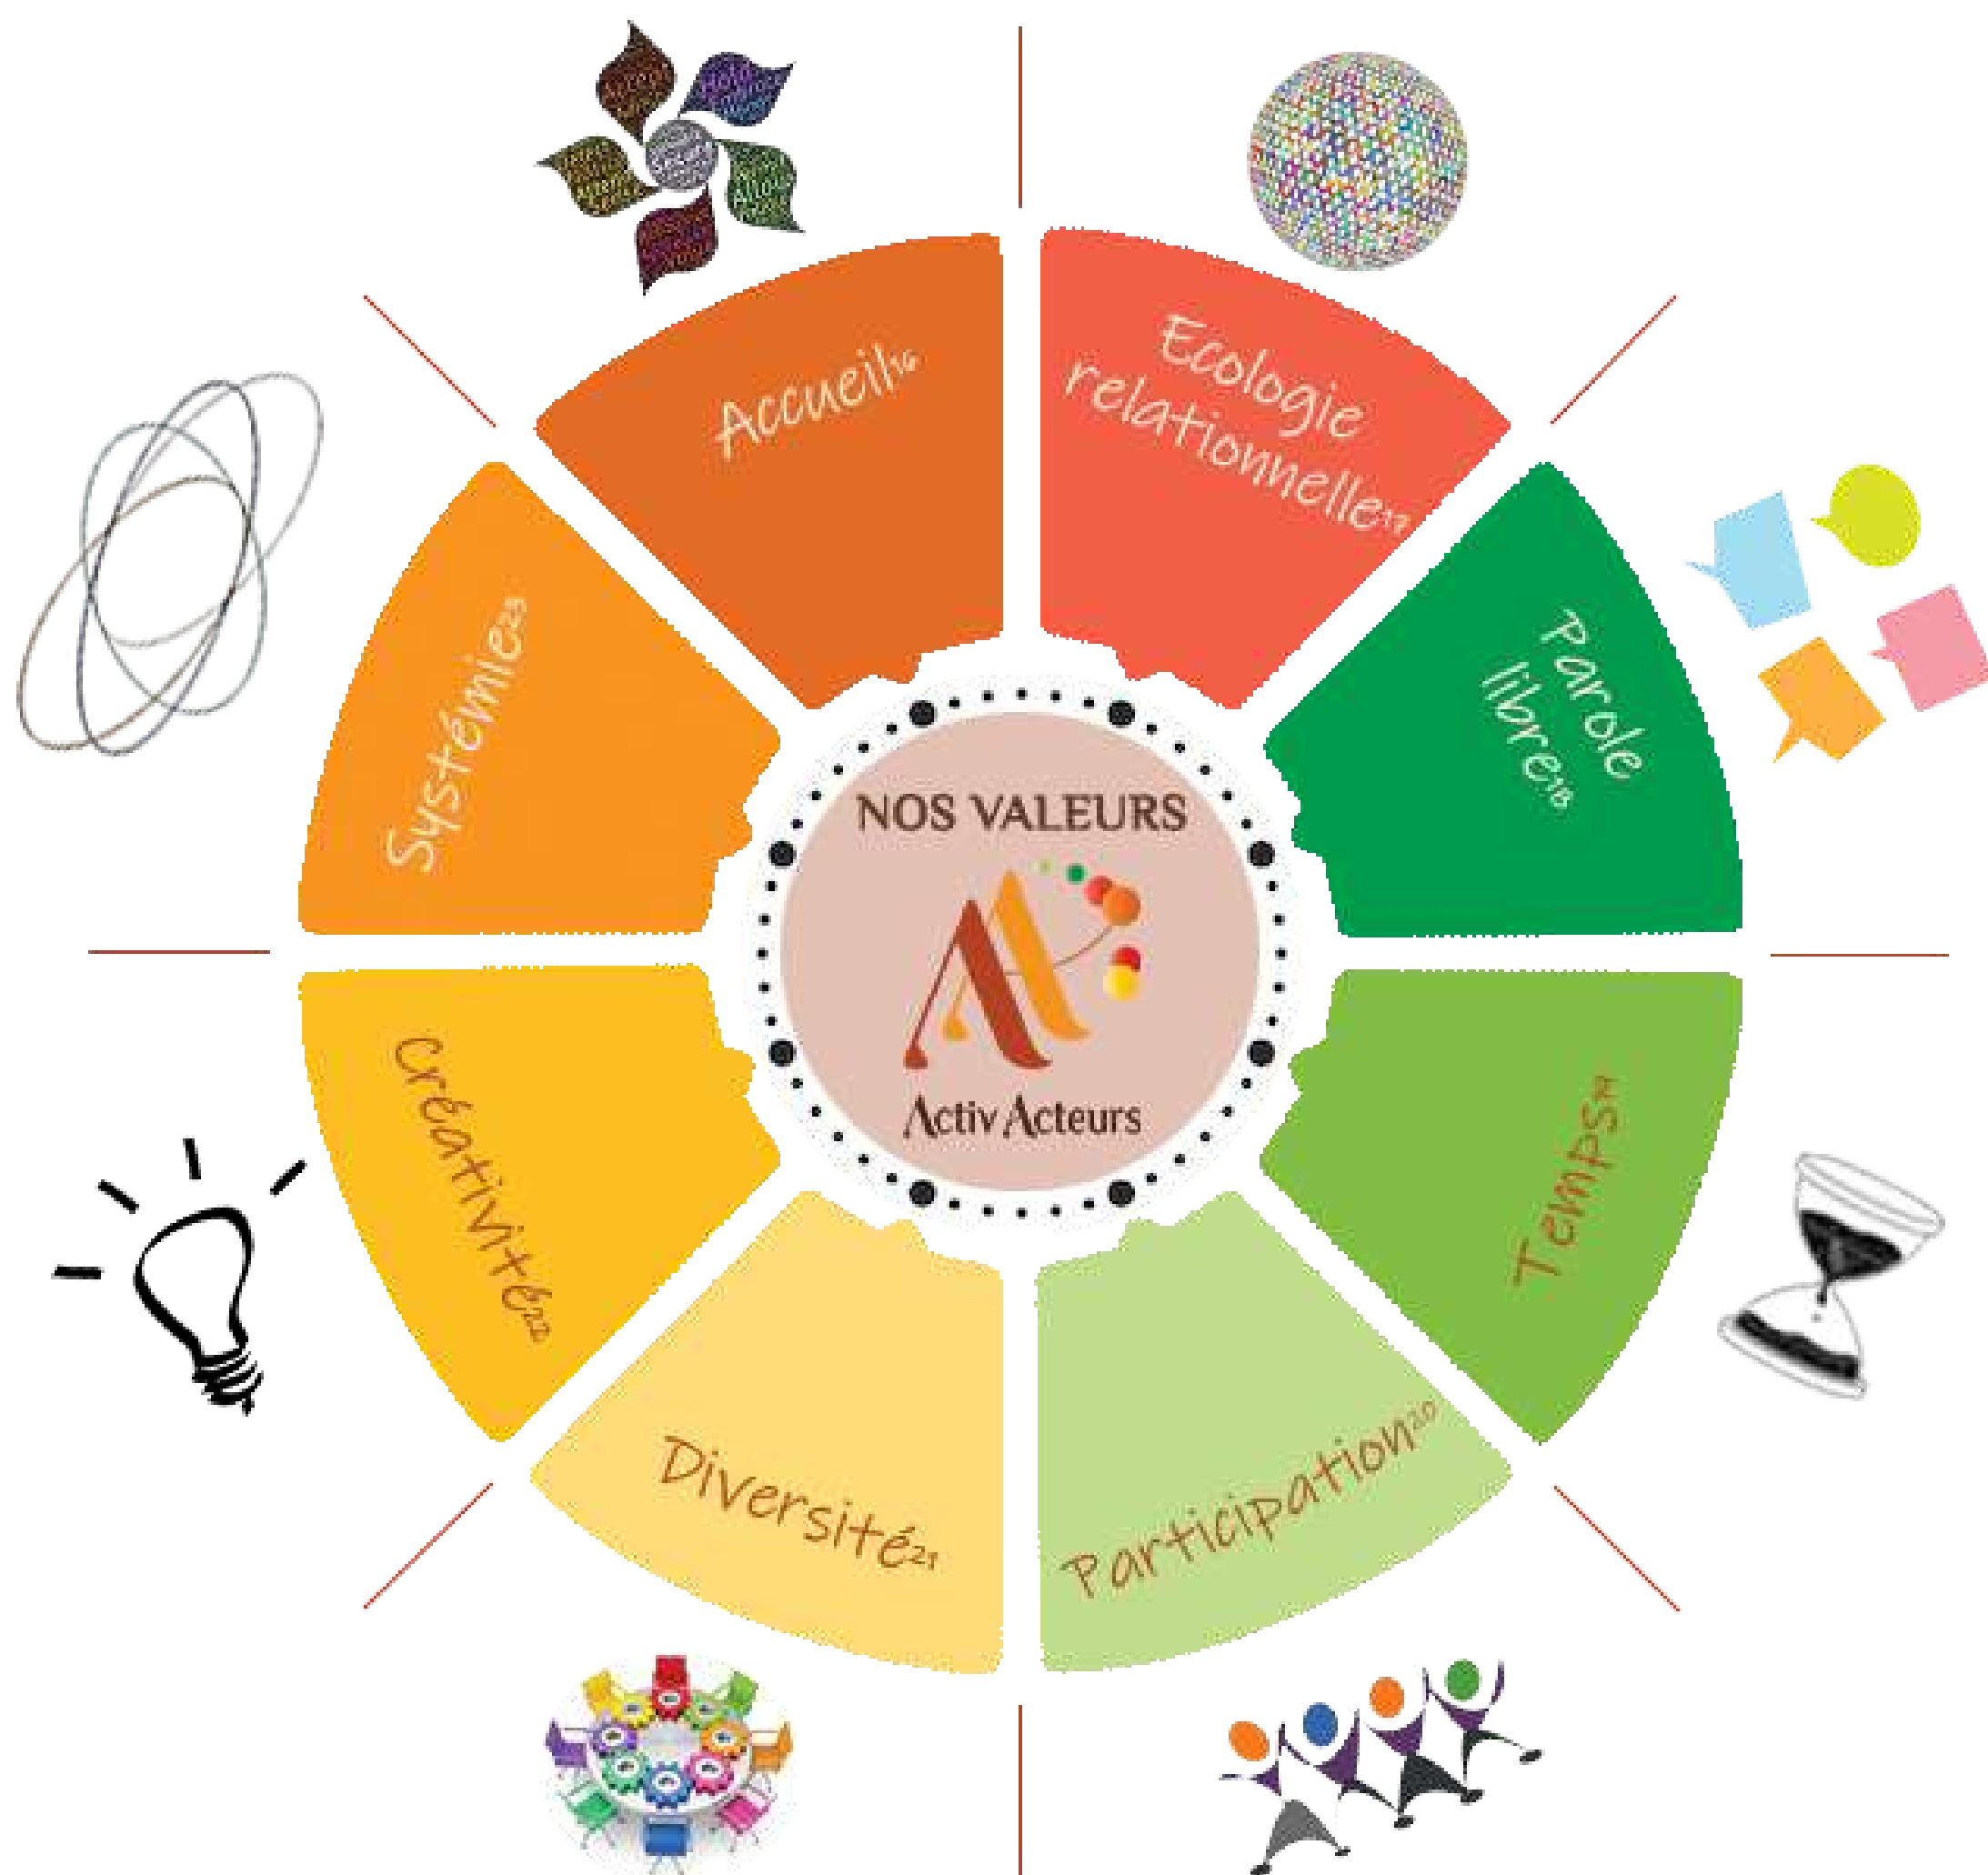 Accueil16
Ecologie
relationnelle17
Parole
libre18
Temps19
Participation20
Diversité21
Créativité22
Systémie23
NOS VALEURS
ActivActeurs